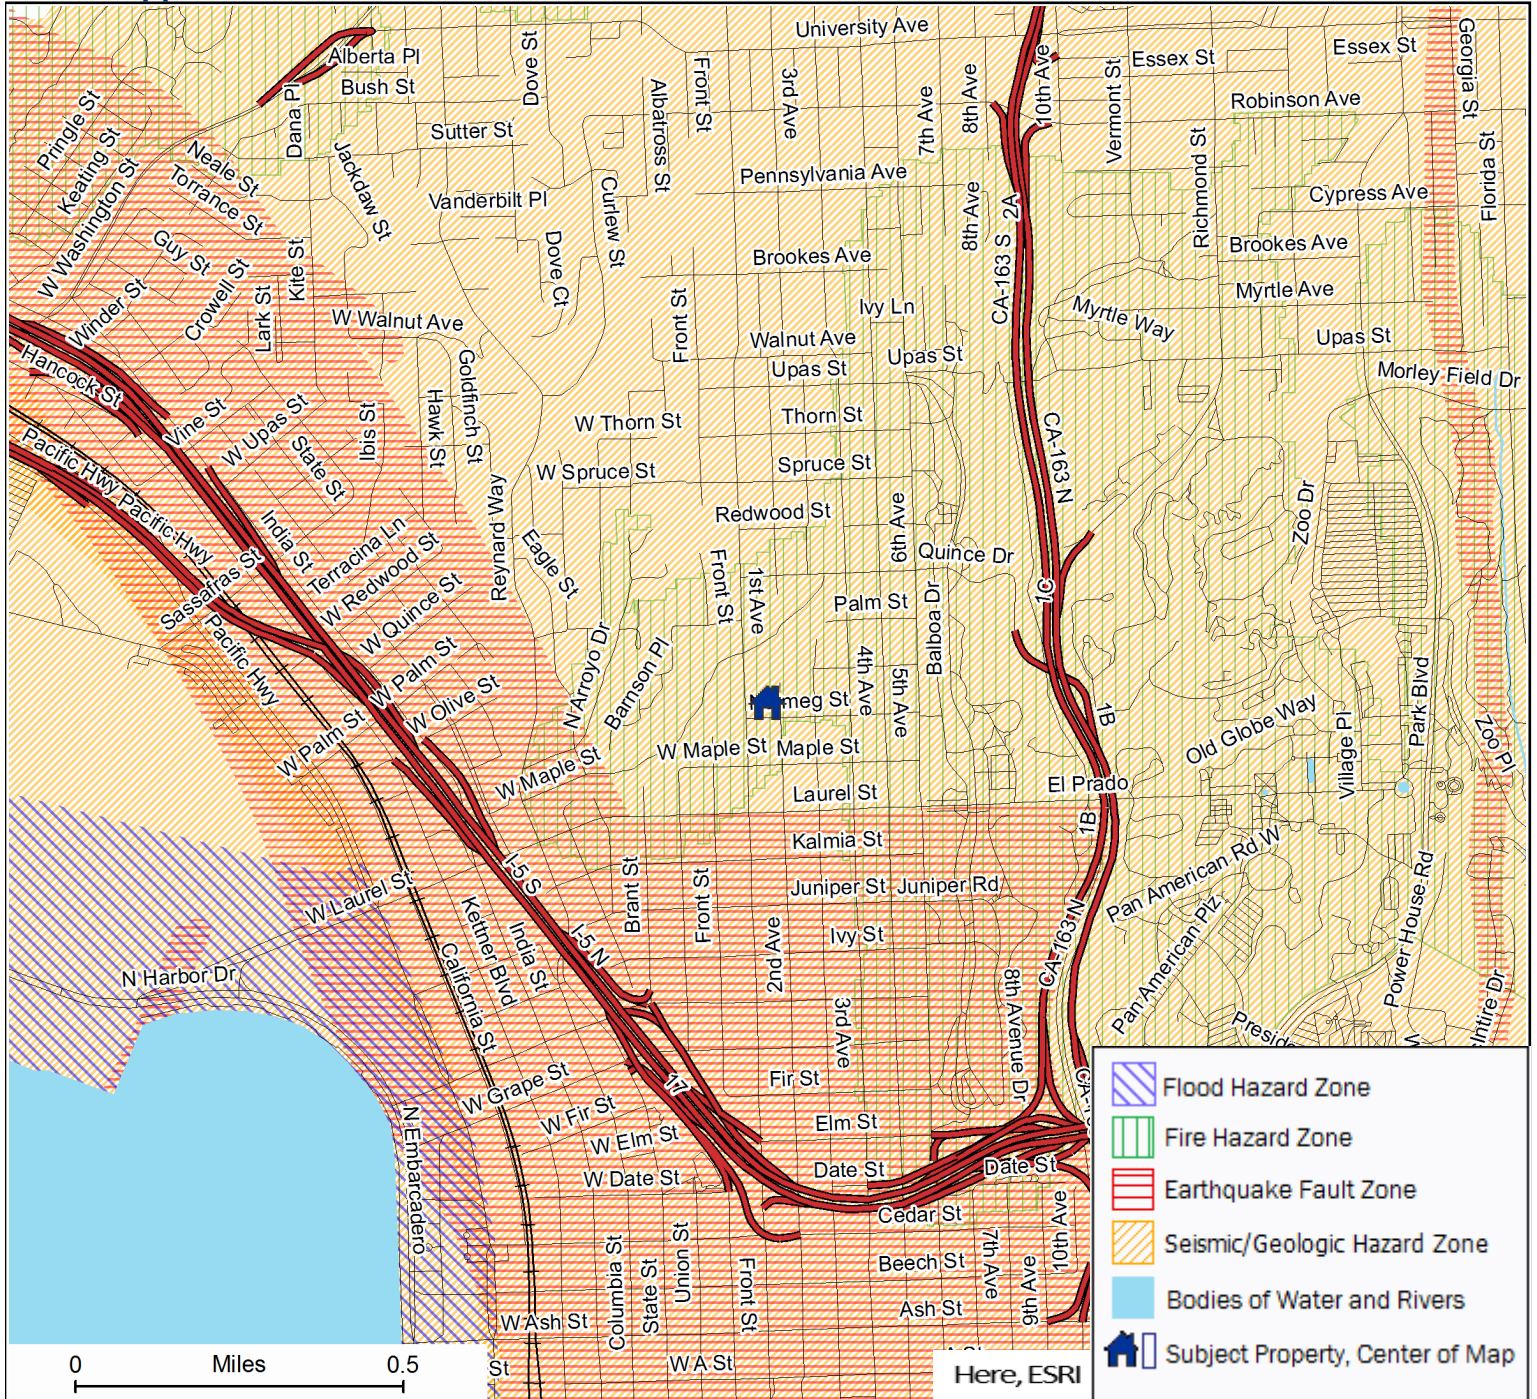 University Ave
Essex St
Essex St
Georgia St
Alberta Pl
Bush St
Dove St
Front St
3rd Ave
8th Ave
10th Ave
Vermont St
Robinson Ave
Dana Pl
Albatross St
7th Ave
Pringle St
Keating St
W Washington St
Neale St
Torrance St
Jackdaw St
Sutter St
Richmond St
Florida St
Vanderbilt Pl
Pennsylvania Ave
Cypress Ave
Guy St
Crowell St
Kite St
Curlew St
Dove Ct
8th Ave
CA-163 S
2A
Brookes Ave
Brookes Ave
Winder St
Lark St
W Walnut Ave
Front St
Ivy Ln
Myrtle Way
Myrtle Ave
Walnut Ave
Upas St
Upas St
Upas St
Morley Field Dr
Hancock St
Vine St
W Upas St
State St
Ibis St
Hawk St
Goldfinch St
W Thorn St
Thorn St
CA-163 N
Pacific Hwy
Pacific Hwy
W Spruce St
Spruce St
Zoo Dr
Reynard Way
Redwood St
6th Ave
India St
Terracina Ln
W Redwood St
Eagle St
Quince Dr
Sassafras St
W Quince St
Front St
1st Ave
Palm St
1C
Balboa Dr
Pacific Hwy
W Palm St
N Arroyo Dr
Barnson Pl
4th Ave
5th Ave
Park Blvd
W Olive St
meg St
1B
Old Globe Way
Village Pl
Zoo Pl
W Palm St
W Maple St
W Maple St
Maple St
El Prado
Laurel St
1B
Kalmia St
Pan American Rd W
I-5 S
Brant St
Front St
Juniper St
Juniper Rd
Power House Rd
W Laurel St
Kettner Blvd
India St
I-5 N
2nd Ave
Ivy St
CA-163 N
Pan American Plz
N Harbor Dr
California St
3rd Ave
8th Avenue Dr
Preside
cIntire Dr
W
W Grape St
17
Fir St
CA-1
W Fir St
Elm St
W Elm St
N Embarcadero
W Date St
Date St
Date St
Cedar St
Columbia St
State St
Union St
Front St
Beech St
7th Ave
9th Ave
10th Ave
W Ash St
Ash St
St
W A St
Flood Hazard Zone
Fire Hazard Zone
Earthquake Fault Zone
Seismic/Geologic Hazard Zone
Bodies of Water and Rivers
Subject Property, Center of Map
0 Miles 0.5
Here, ESRI